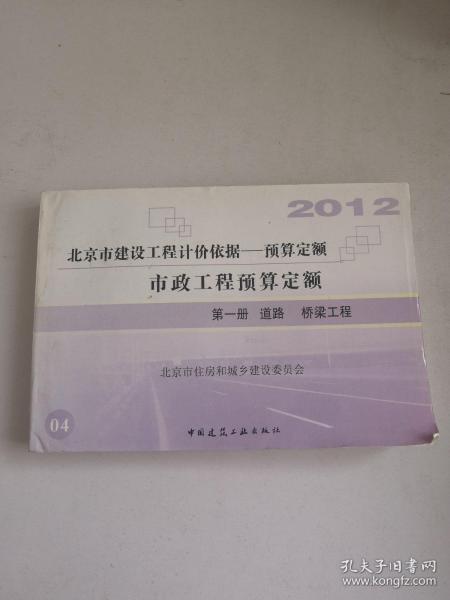 2012
北京市建设工程计价依据——预算定额
市政工程预算定额
第一册 道路 桥梁工程
北京市住房和城乡建设委员会
04
中国建筑工业出版社
孔夫子旧书网
www.kongfz.com